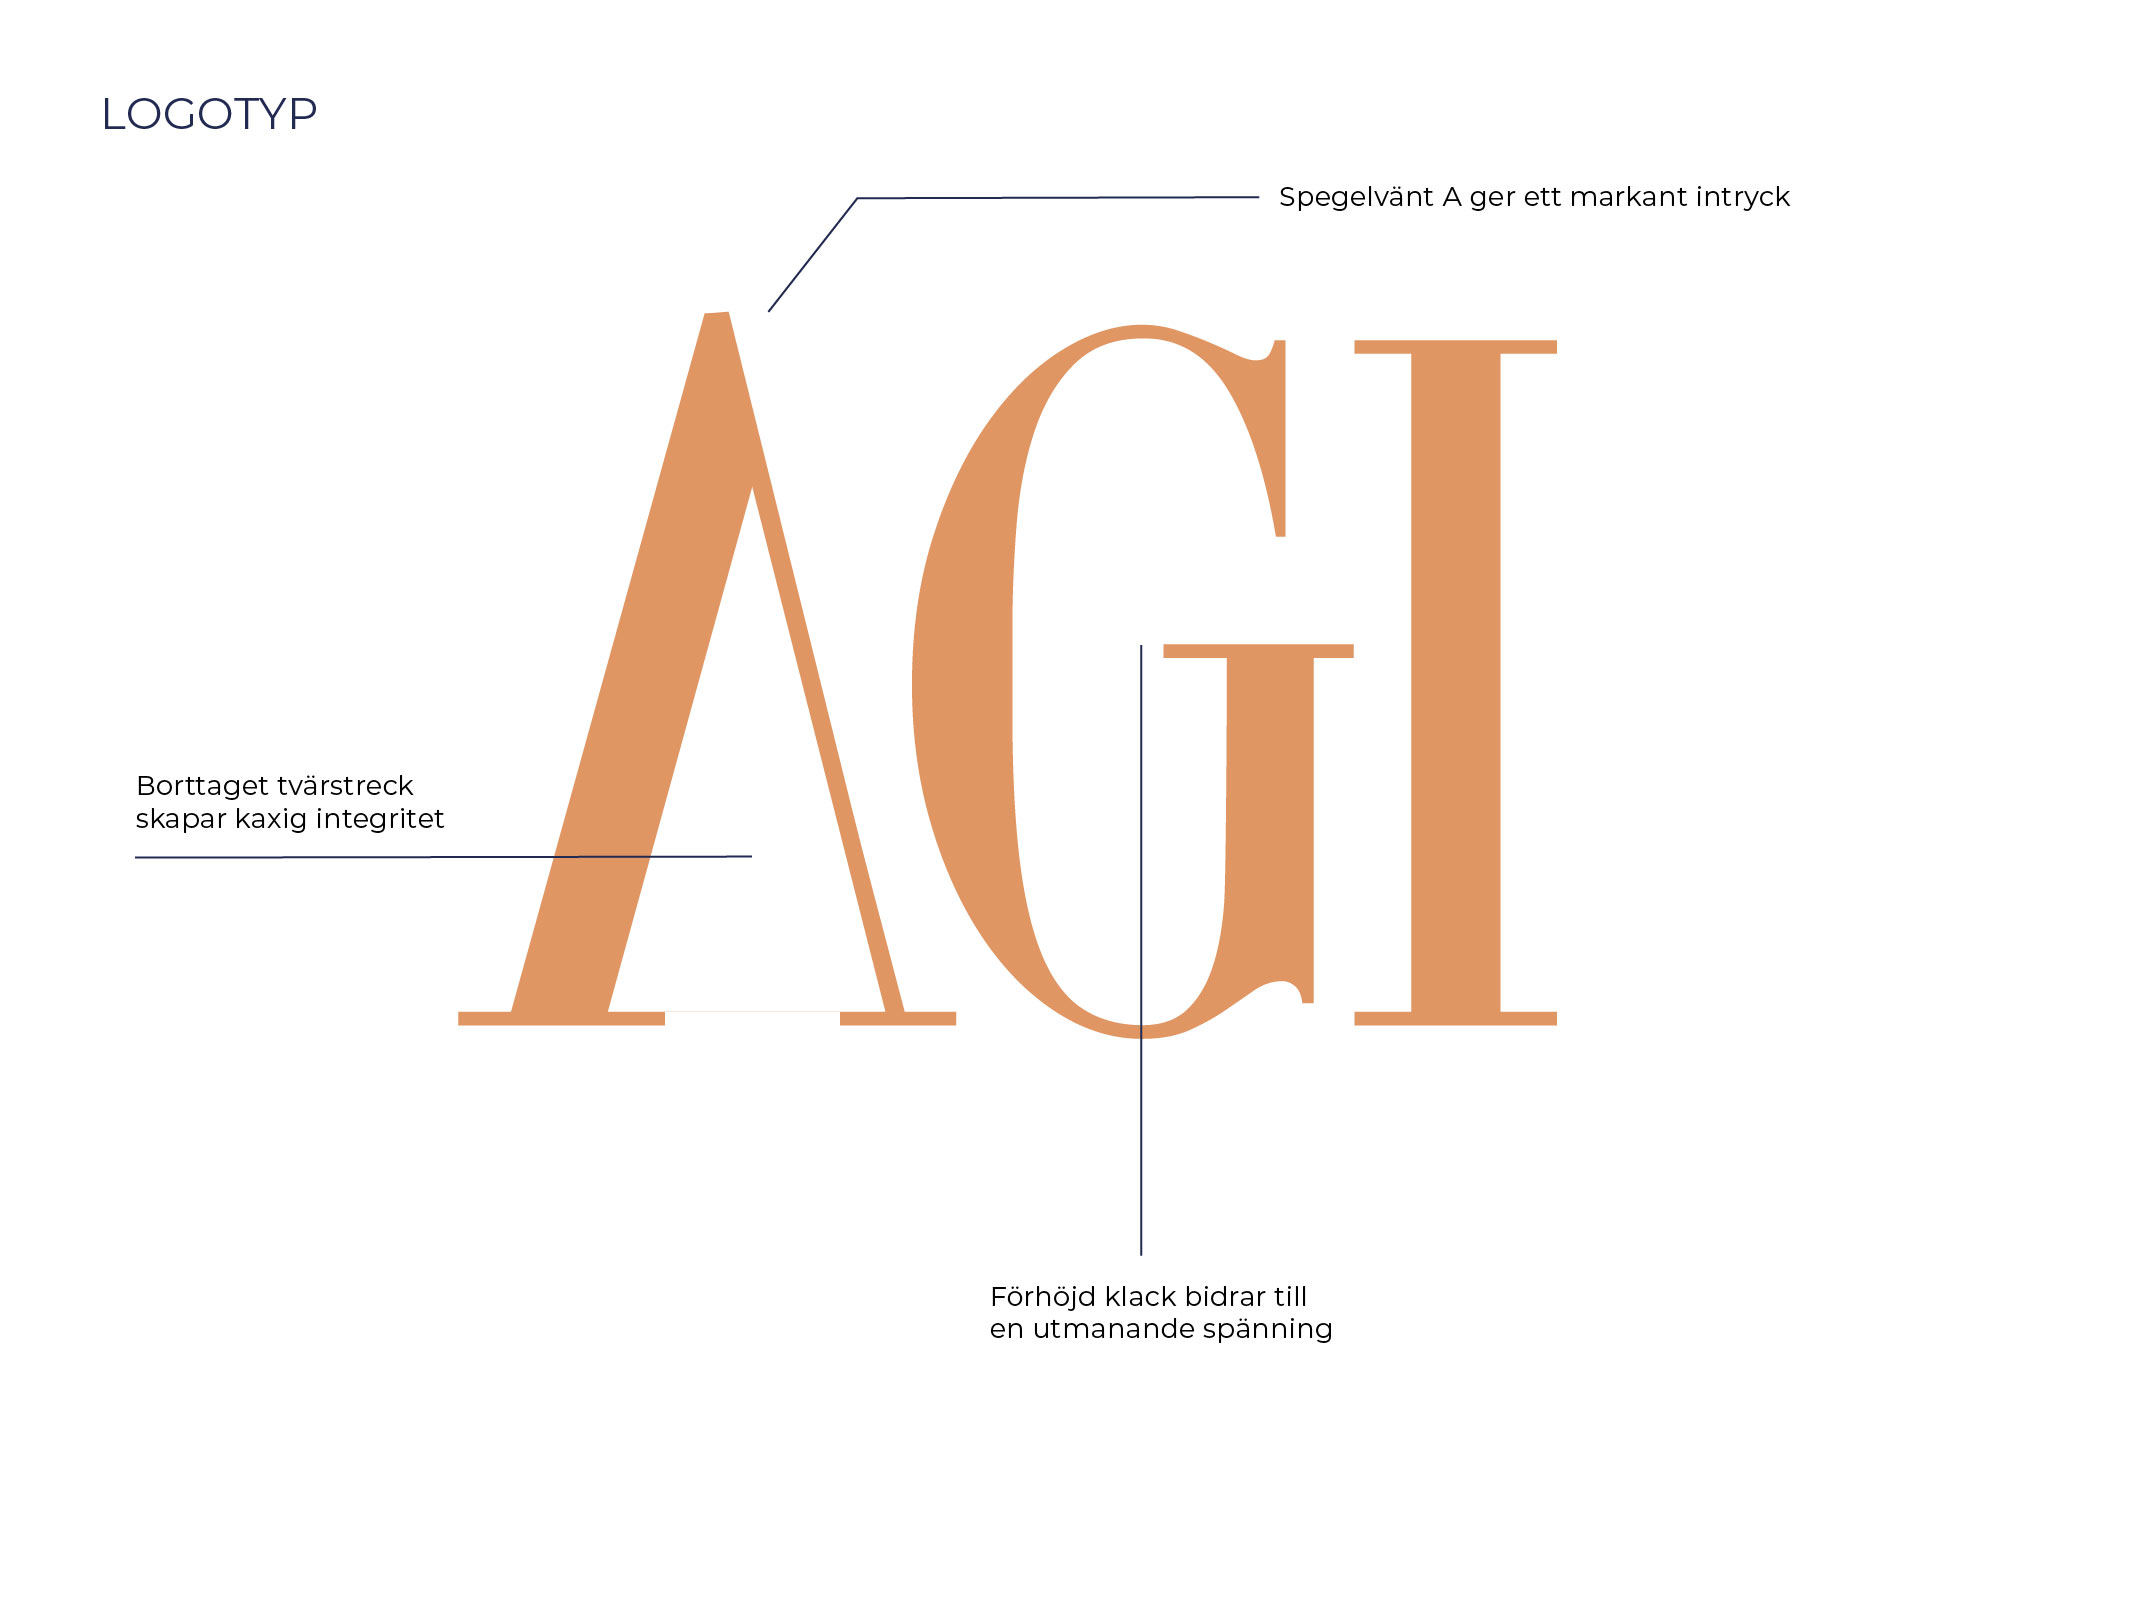 LOGOTYP
Spegelvänt A ger ett markant intryck
AGI
Borttaget tvärstreck
skapar kaxig integritet
Förhöjd klack bidrar till
en utmanande spänning